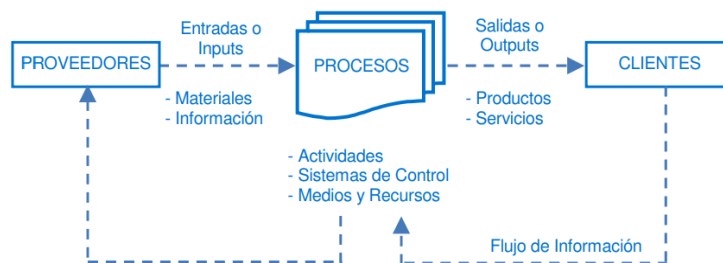 Entradas o
Inputs
Salidas o
Outputs
PROVEEDORES
PROCESOS
CLIENTES
- Materiales
- Información
- Productos
- Servicios
- Actividades
- Sistemas de Control
- Medios y Recursos
Flujo de Información